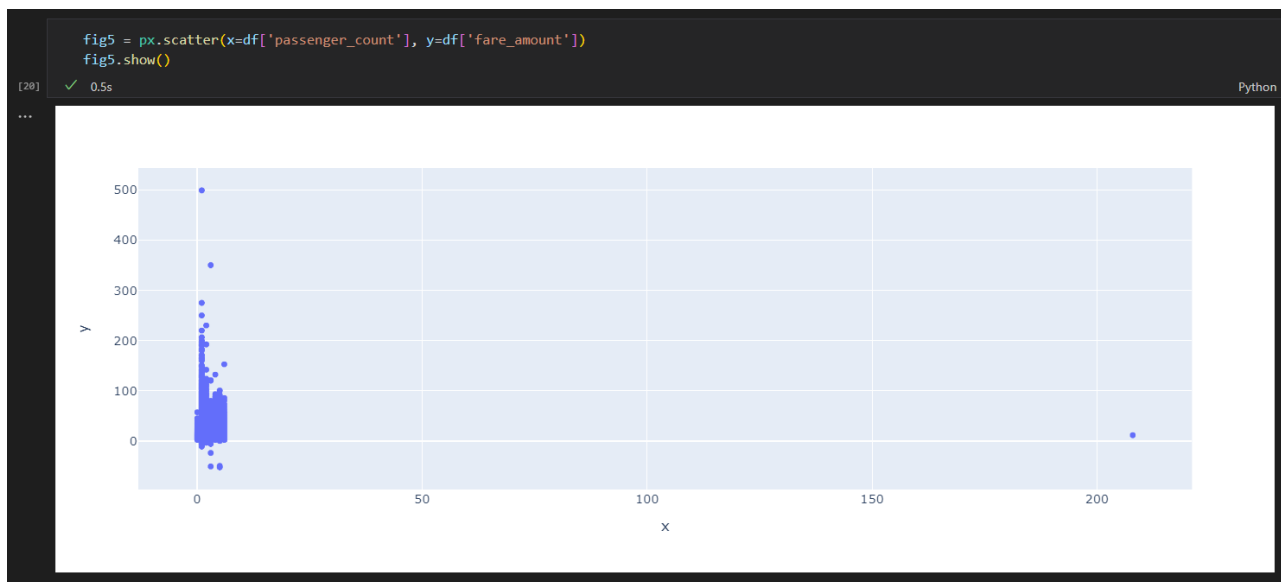 fig5 = px.scatter(x=df['passenger_count'], y=df['fare_amount'])
fig5.show()
[20]
0.5s
Python
...
500
400
300
200
100
0
y
0
50
100
150
200
x